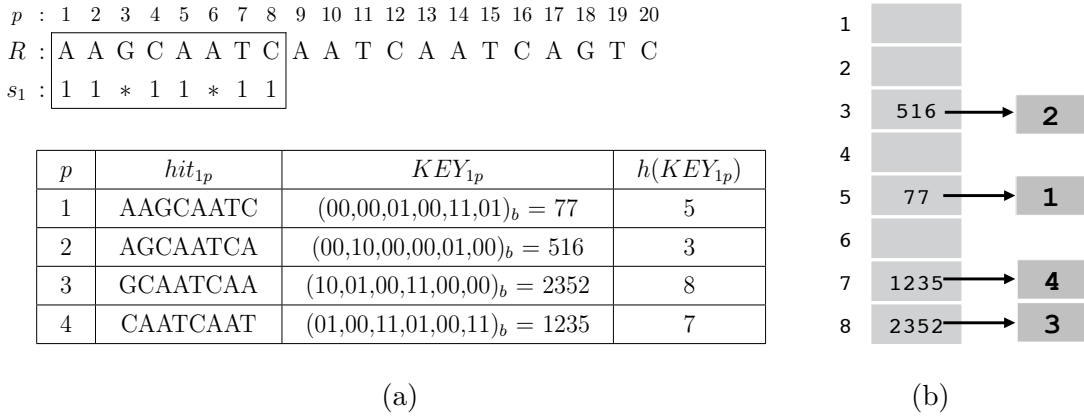 p : 1 2 3 4 5 6 7 8 9 10 11 12 13 14 15 16 17 18 19 20
R : A A G C A A T C A A T C A A T C A G T C
s₁ : 1 1 * 1 1 * 1 1
p hit₁ₚ KEY₁ₚ h(KEY₁ₚ)
1 AAGCAATC (00,00,01,00,11,01)_b = 77 5
2 AGCAATCA (00,10,00,00,01,00)_b = 516 3
3 GCAATCAA (10,01,00,11,00,00)_b = 2352 8
4 CAATCAAT (01,00,11,01,00,11)_b = 1235 7
(a)
1
2
3 516 2
4
5 77 1
6
7 1235 4
8 2352 3
(b)